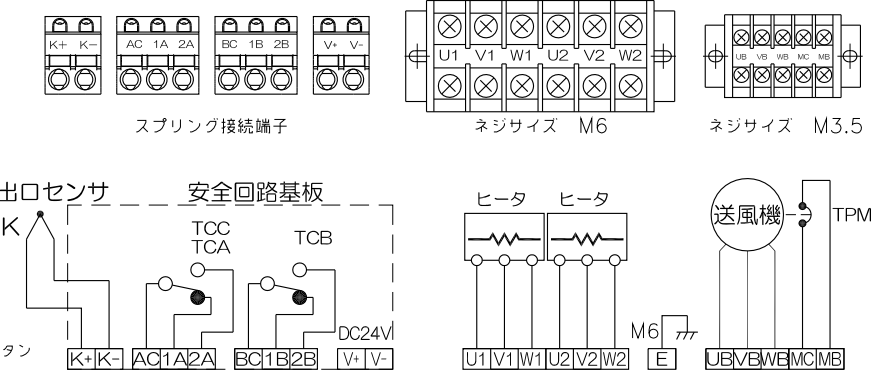 K+ K- AC 1A 2A BC 1B 2B V+ V- U1 V1 W1 U2 V2 W2 UB VB WB MC MB
スプリング接続端子 ネジサイズ M6 ネジサイズ M3.5
出口センサ 安全回路基板 ヒータ ヒータ
K TCC TCB 送風機 TPM
TCA
M6
DC24V
タン
K+ K- AC 1A 2A BC 1B 2B V+ V- U1 V1 W1 U2 V2 W2 E UB VB WB MC MB